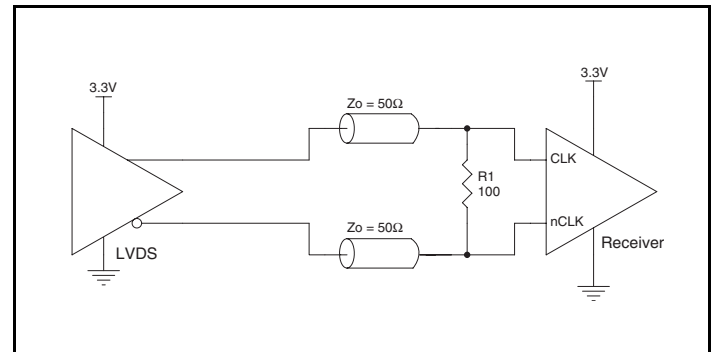 3.3V
3.3V
Zo = 50Ω
CLK
R1
100
Zo = 50Ω
nCLK
LVDS
Receiver